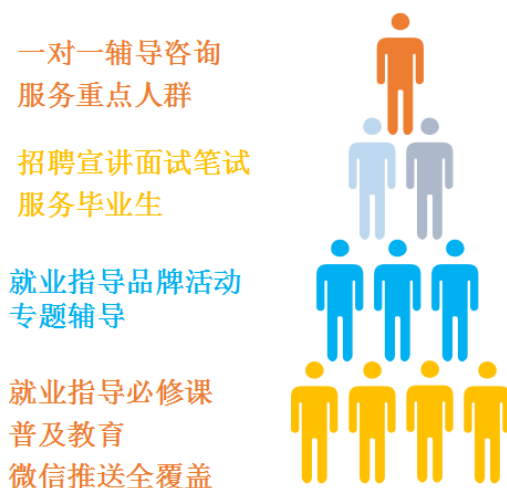 一对一辅导咨询
服务重点人群
招聘宣讲面试笔试
服务毕业生
就业指导品牌活动
专题辅导
就业指导必修课
普及教育
微信推送全覆盖